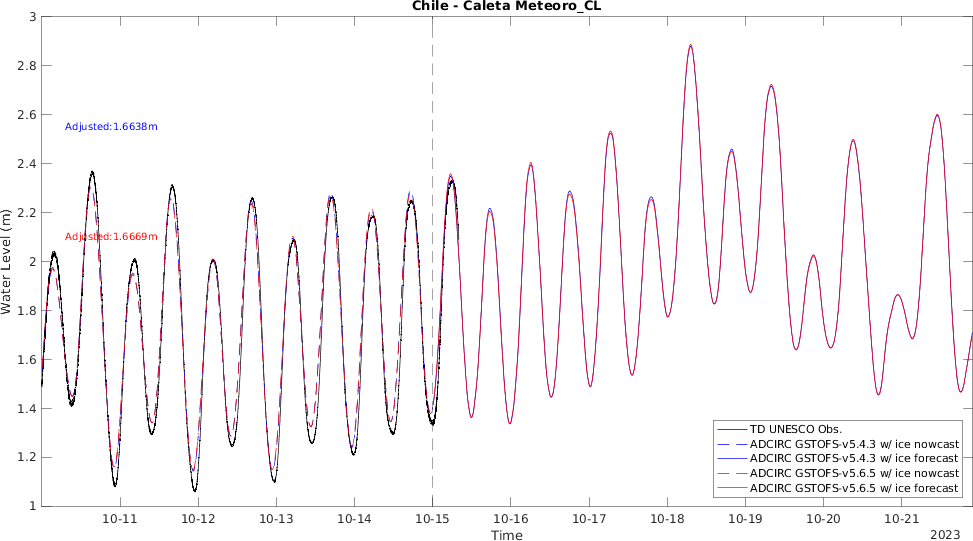 Chile - Caleta Meteoro_CL
3
2.8
2.6
2.4
2.2
2
1.8
1.6
1.4
1.2
1
Water Level (m)
Adjusted:1.6638m
Adjusted:1.6669m
TD UNESCO Obs.
ADCIRC GSTOFS-v5.4.3 w/ ice nowcast
ADCIRC GSTOFS-v5.4.3 w/ ice forecast
ADCIRC GSTOFS-v5.6.5 w/ ice nowcast
ADCIRC GSTOFS-v5.6.5 w/ ice forecast
10-11 10-12 10-13 10-14 10-15 10-16 10-17 10-18 10-19 10-20 10-21
Time
2023